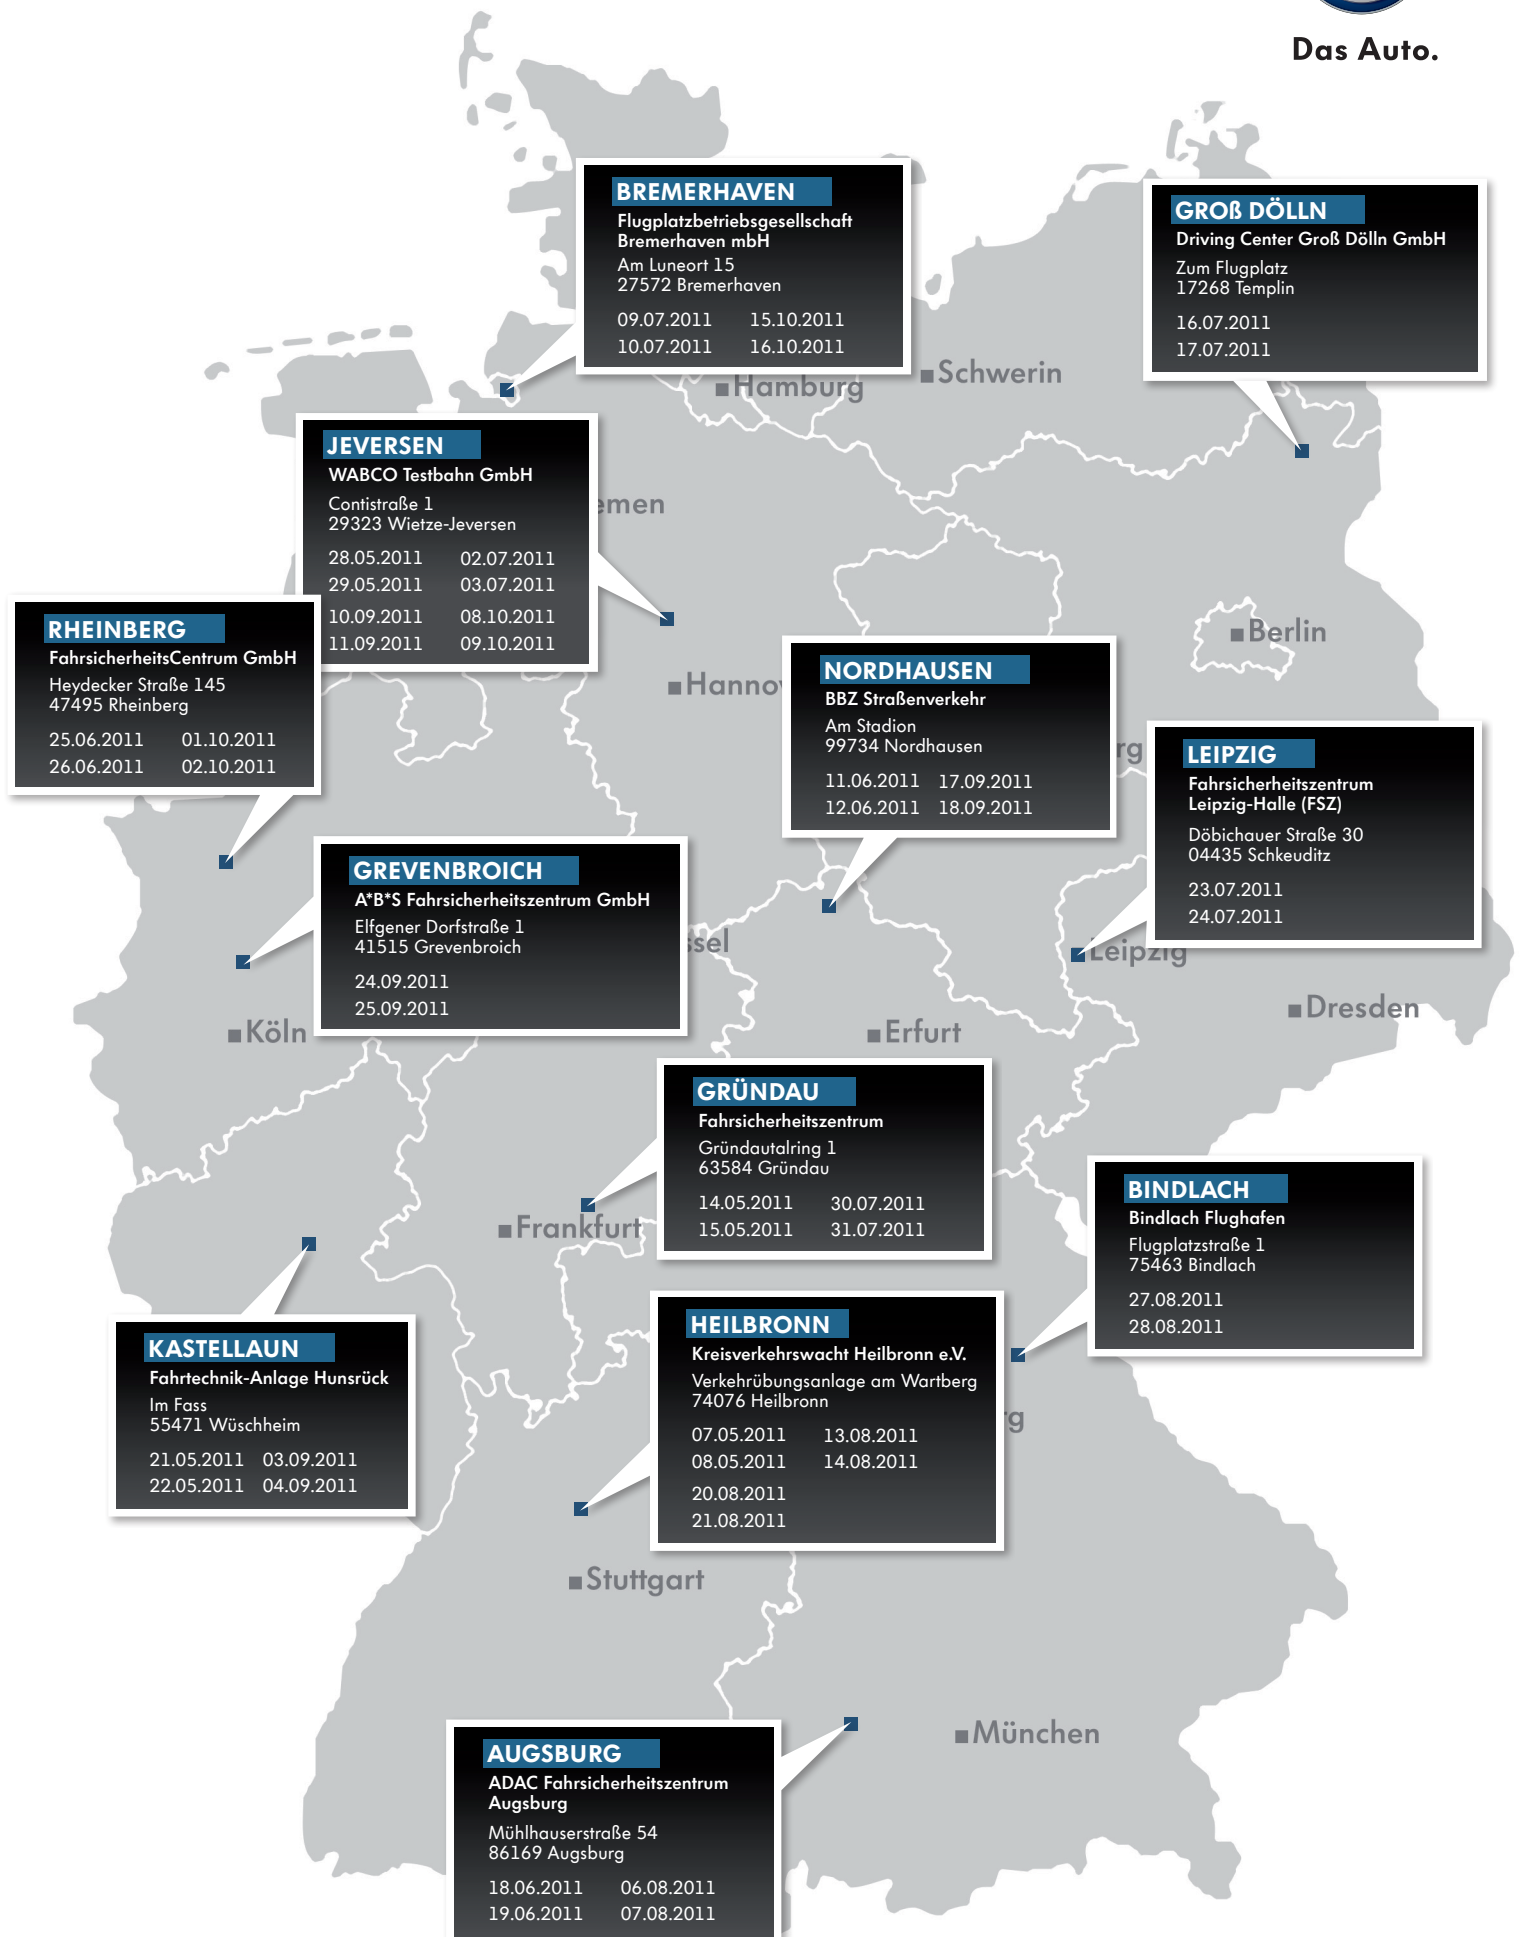 Das Auto.
BREMERHAVEN
Flugplatzbetriebsgesellschaft
Bremerhaven mbH
Am Luneort 15
27572 Bremerhaven
09.07.2011 15.10.2011
10.07.2011 16.10.2011
GROß DÖLLN
Driving Center Groß Dölln GmbH
Zum Flugplatz
17268 Templin
16.07.2011
17.07.2011
Hamburg
Schwerin
JEVERSEN
WABCO Testbahn GmbH
Contistraße 1
29323 Wietze-Jeversen
28.05.2011 02.07.2011
29.05.2011 03.07.2011
10.09.2011 08.10.2011
11.09.2011 09.10.2011
emen
RHEINBERG
FahrsicherheitsCentrum GmbH
Heydecker Straße 145
47495 Rheinberg
25.06.2011 01.10.2011
26.06.2011 02.10.2011
Berlin
Hanno
NORDHAUSEN
BBZ Straßenverkehr
Am Stadion
99734 Nordhausen
11.06.2011 17.09.2011
12.06.2011 18.09.2011
rg
LEIPZIG
Fahrsicherheitszentrum
Leipzig-Halle (FSZ)
Döbichauer Straße 30
04435 Schkeuditz
23.07.2011
24.07.2011
GREVENBROICH
A*B*S Fahrsicherheitszentrum GmbH
Elfgener Dorfstraße 1
41515 Grevenbroich
24.09.2011
25.09.2011
ssel
Leipzig
Dresden
Köln
Erfurt
GRÜNDAU
Fahrsicherheitszentrum
Gründautalring 1
63584 Gründau
14.05.2011 30.07.2011
15.05.2011 31.07.2011
Frankfurt
BINDLACH
Bindlach Flughafen
Flugplatzstraße 1
75463 Bindlach
27.08.2011
28.08.2011
KASTELLAUN
Fahrtechnik-Anlage Hunsrück
Im Fass
55471 Wüschheim
21.05.2011 03.09.2011
22.05.2011 04.09.2011
HEILBRONN
Kreisverkehrswacht Heilbronn e.V.
Verkehrübungsanlage am Wartberg
74076 Heilbronn
07.05.2011 13.08.2011
08.05.2011 14.08.2011
20.08.2011
21.08.2011
rg
Stuttgart
München
AUGSBURG
ADAC Fahrsicherheitszentrum
Augsburg
Mühlhauserstraße 54
86169 Augsburg
18.06.2011 06.08.2011
19.06.2011 07.08.2011